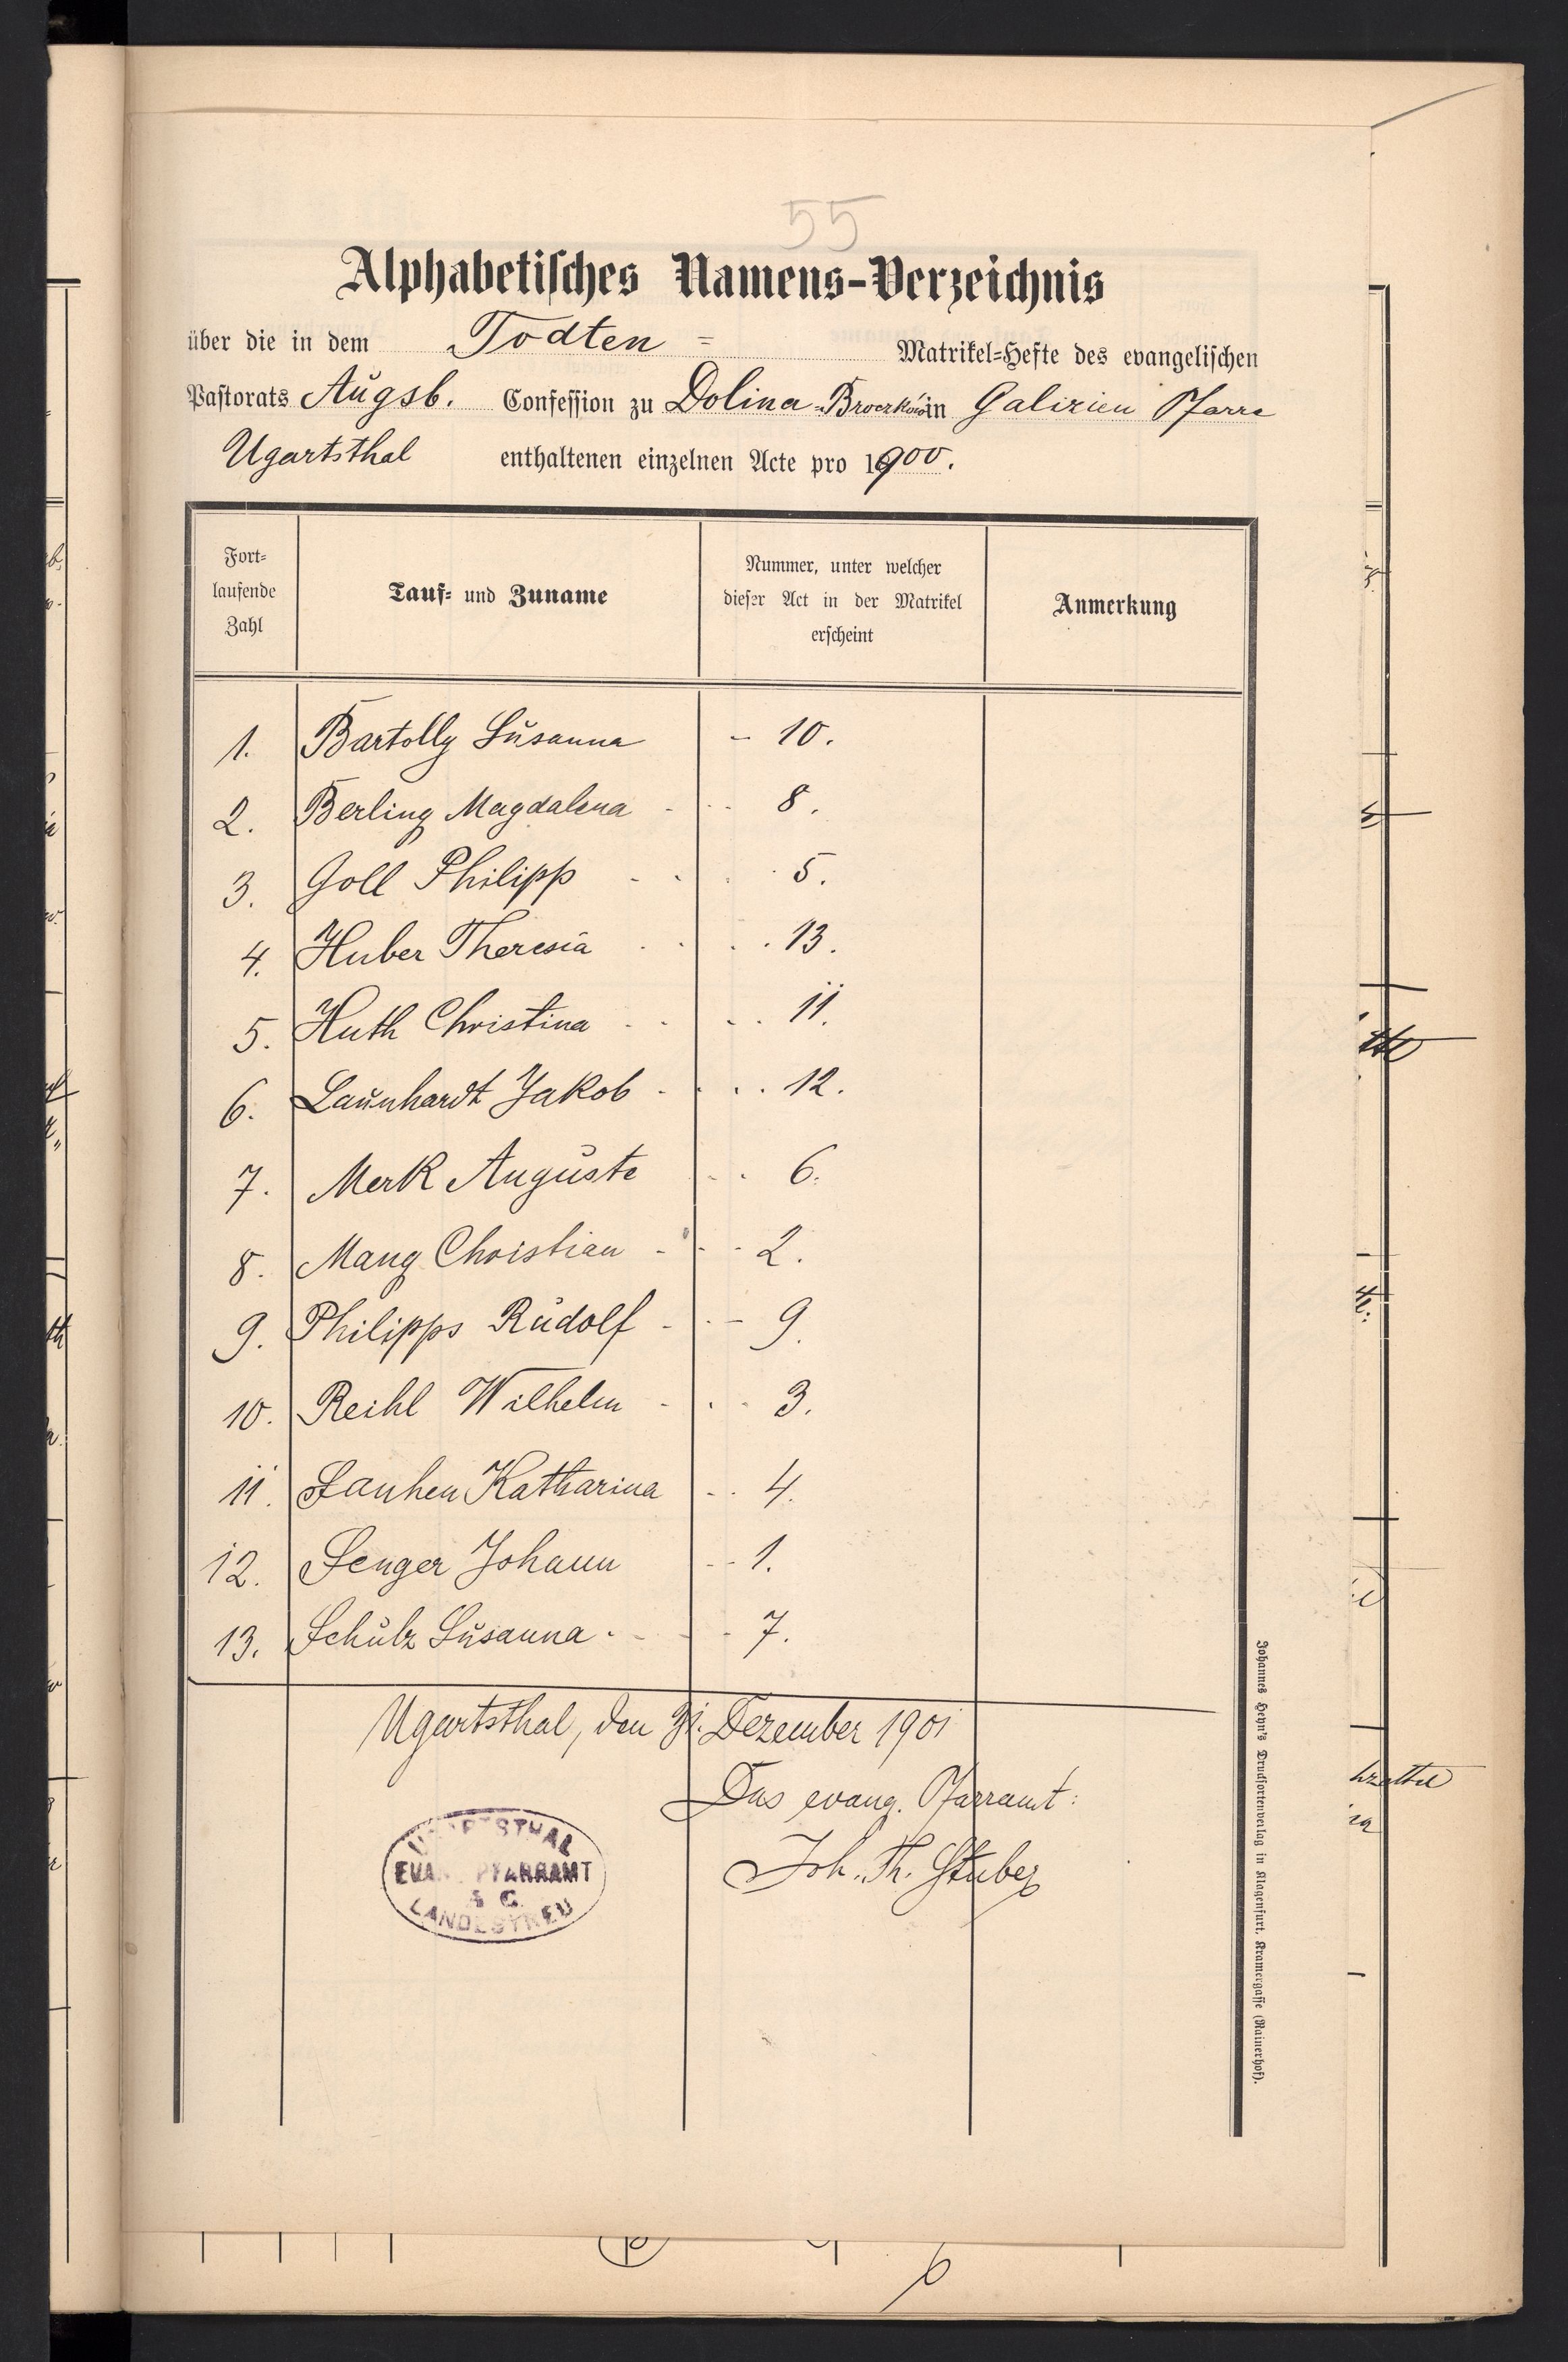 55
Alphabetisches Namens-Verzeichnis
über die in dem Todten = Matrikel-Hefte des evangelischen
Pastorats Augsb. Confession zu Dolina-Broczków in Galizien Pfarre
Ugartsthal enthaltenen einzelnen Acte pro 1900.
Fort-
laufende
Zahl
Tauf- und Zuname
Nummer, unter welcher
dieser Act in der Matrikel
erscheint
Anmerkung
1. Bartolly Susanna - 10.
2. Berling Magdalena - - - 8.
3. Goll Philipp - - - - 5.
4. Huber Theresia - - - - 13.
5. Huth Christina - - - - 11.
6. Launhardt Jakob - - - - 12.
7. Merk Auguste - - 6.
8. Mang Christian - - - 2.
9. Philipps Rudolf - - - 9.
10. Reihl Wilhelm - - - 3.
11. Sauhen Katharina - - 4.
12. Senger Johann - - 1.
13. Schulz Susanna - - - - 7.
Ugartsthal, den 31. Dezember 1901
Das evang. Pfarramt:
Joh. Th. Stuber
UGARTSTHAL
EVANG. PFARRAMT
A. C.
LANDESTREU
Johannes Heyn's Drucksortenverlag in Klagenfurt, Kramergasse (Rainerhof).